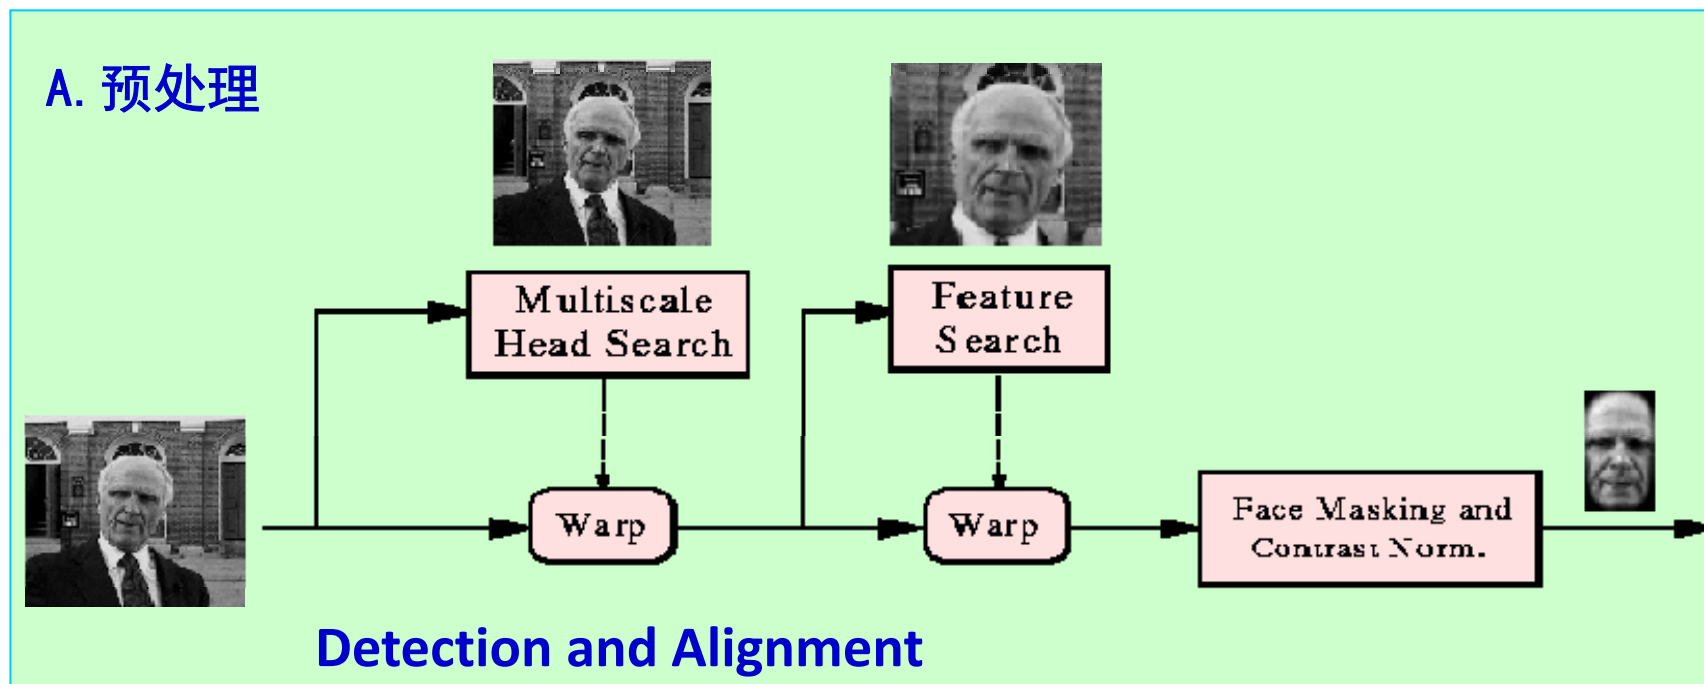 A. 预处理
Multiscale
Head Search
Feature
Search
Warp
Warp
Face Masking and
Contrast Norm.
Detection and Alignment